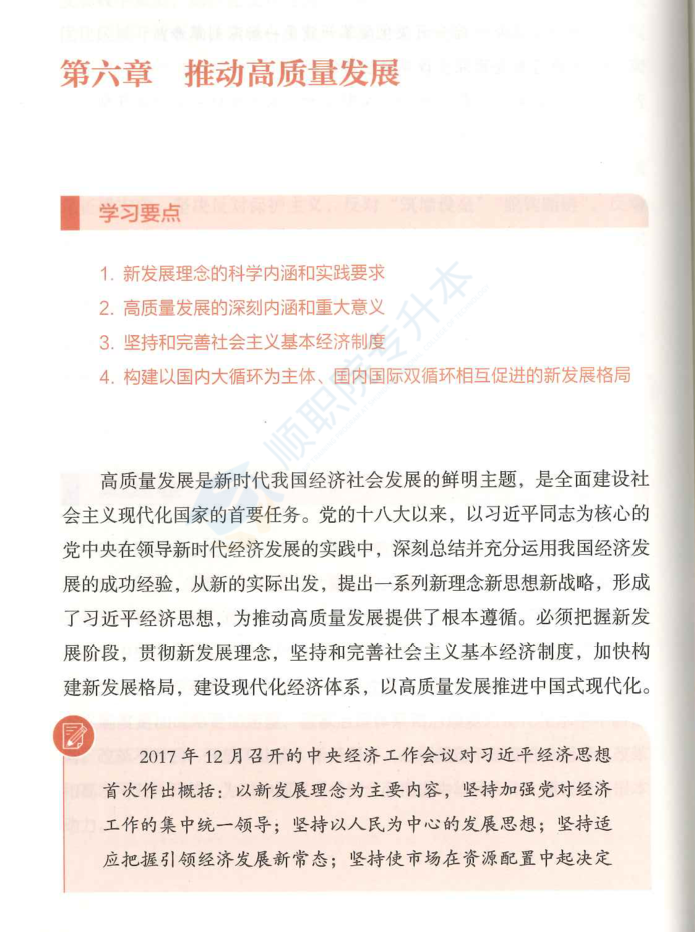 第六章 推动高质量发展
学习要点
1. 新发展理念的科学内涵和实践要求
2. 高质量发展的深刻内涵和重大意义
3. 坚持和完善社会主义基本经济制度
4. 构建以国内大循环为主体、国内国际双循环相互促进的新发展格局
顺职院专升本
高质量发展是新时代我国经济社会发展的鲜明主题，是全面建设社
会主义现代化国家的首要任务。党的十八大以来，以习近平同志为核心的
党中央在领导新时代经济发展的实践中，深刻总结并充分运用我国经济发
展的成功经验，从新的实际出发，提出一系列新理念新思想新战略，形成
了习近平经济思想，为推动高质量发展提供了根本遵循。必须把握新发
展阶段，贯彻新发展理念，坚持和完善社会主义基本经济制度，加快构
建新发展格局，建设现代化经济体系，以高质量发展推进中国式现代化。
2017 年 12 月召开的中央经济工作会议对习近平经济思想
首次作出概括：以新发展理念为主要内容，坚持加强党对经济
工作的集中统一领导；坚持以人民为中心的发展思想；坚持适
应把握引领经济发展新常态；坚持使市场在资源配置中起决定